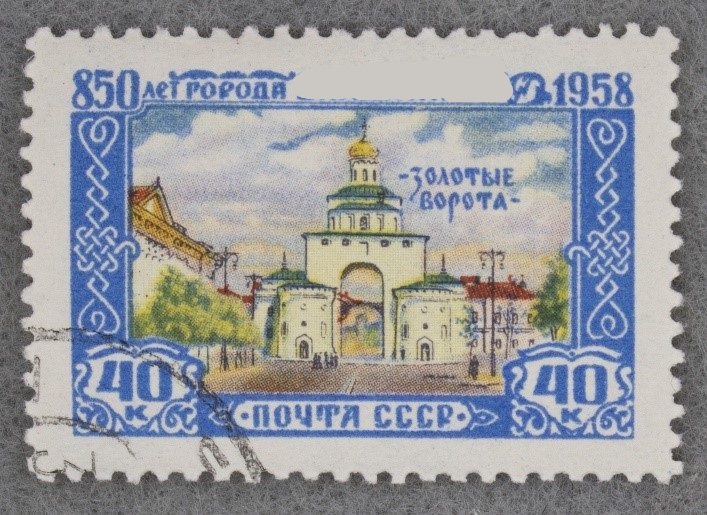 850 ЛЕТ ГОРОДА 1958
-ЗОЛОТЫЕ
ВОРОТА-
40 К
40 К
·ПОЧТА СССР·